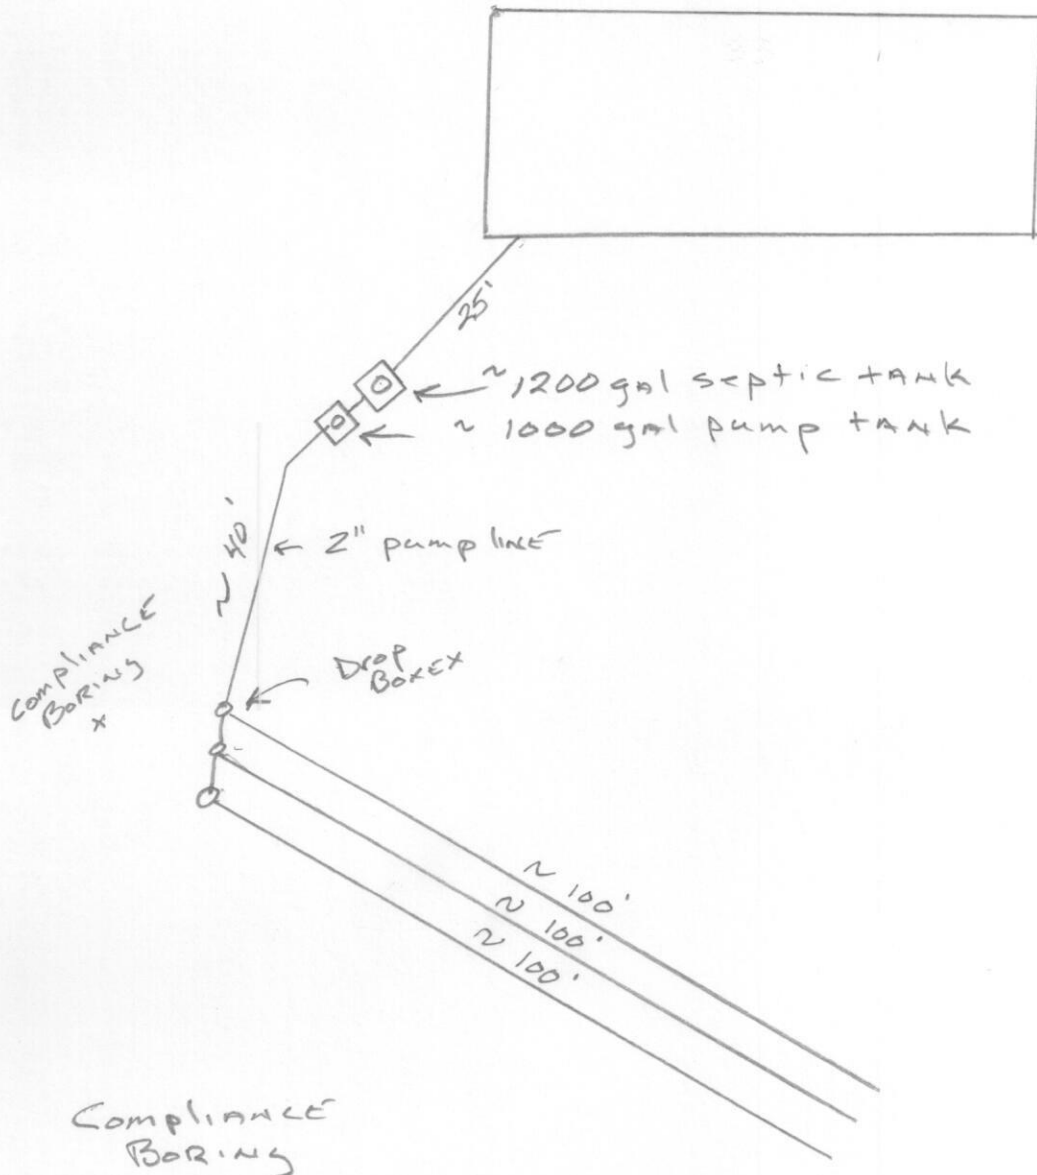 25'
~ 1200 gal septic tank
~ 1000 gal pump tank
~ 40'
2" pump line
Compliance
Boring
x
Drop
Boxex
~ 100'
~ 100'
~ 100'
Compliance
Boring